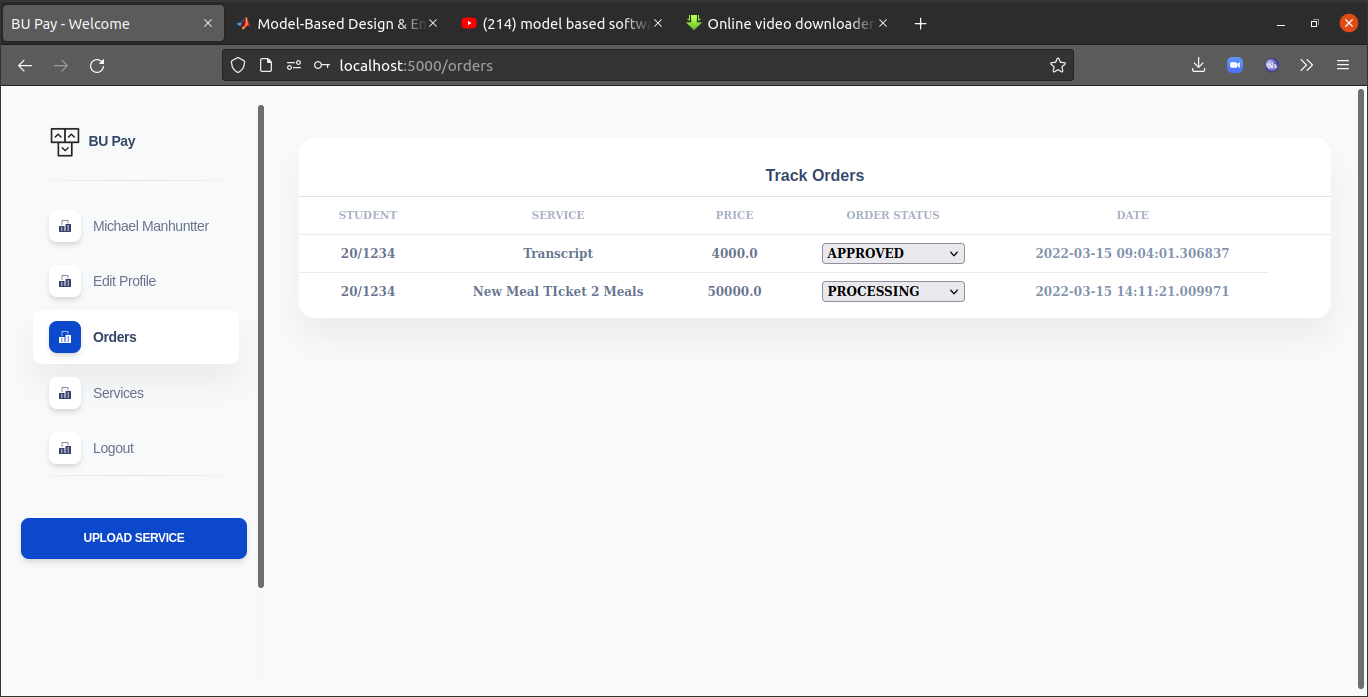 BU Pay - Welcome
Model-Based Design & En
(214) model based softwa
Online video downloader
localhost:5000/orders
BU Pay
Michael Manhuntter
Edit Profile
Orders
Services
Logout
UPLOAD SERVICE
Track Orders
STUDENT SERVICE PRICE ORDER STATUS DATE
20/1234 Transcript 4000.0 APPROVED 2022-03-15 09:04:01.306837
20/1234 New Meal TIcket 2 Meals 50000.0 PROCESSING 2022-03-15 14:11:21.009971